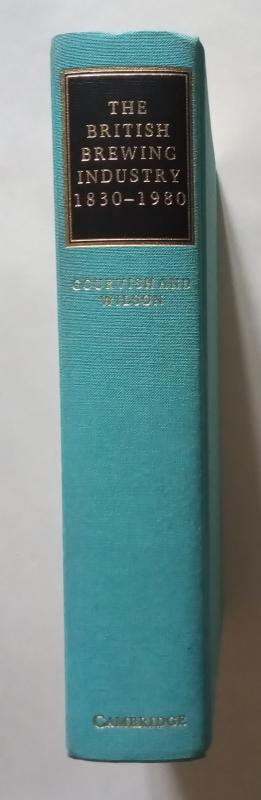 THE
BRITISH
BREWING
INDUSTRY
1830–1980
GOURVISH AND
WILSON
CAMBRIDGE